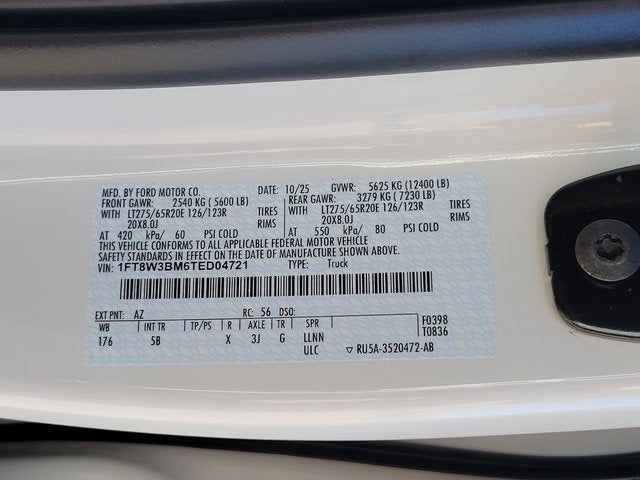 MFD. BY FORD MOTOR CO. DATE: 10/25 GVWR: 5625 KG (12400 LB)
FRONT GAWR: 2540 KG ( 5600 LB) REAR GAWR: 3279 KG ( 7230 LB)
WITH LT275/65R20E 126/123R TIRES WITH LT275/65R20E 126/123R TIRES
20X8.0J RIMS 20X8.0J RIMS
AT 420 kPa/ 60 PSI COLD AT 550 kPa/ 80 PSI COLD
THIS VEHICLE CONFORMS TO ALL APPLICABLE FEDERAL MOTOR VEHICLE
SAFETY STANDARDS IN EFFECT ON THE DATE OF MANUFACTURE SHOWN ABOVE.
VIN: 1FT8W3BM6TED04721 TYPE: Truck
EXT PNT: AZ RC: 56 DSO:
WB INT TR TP/PS R AXLE TR SPR F0398
176 5B X 3J G LLNN T0836
ULC ▽ RU5A-3520472-AB